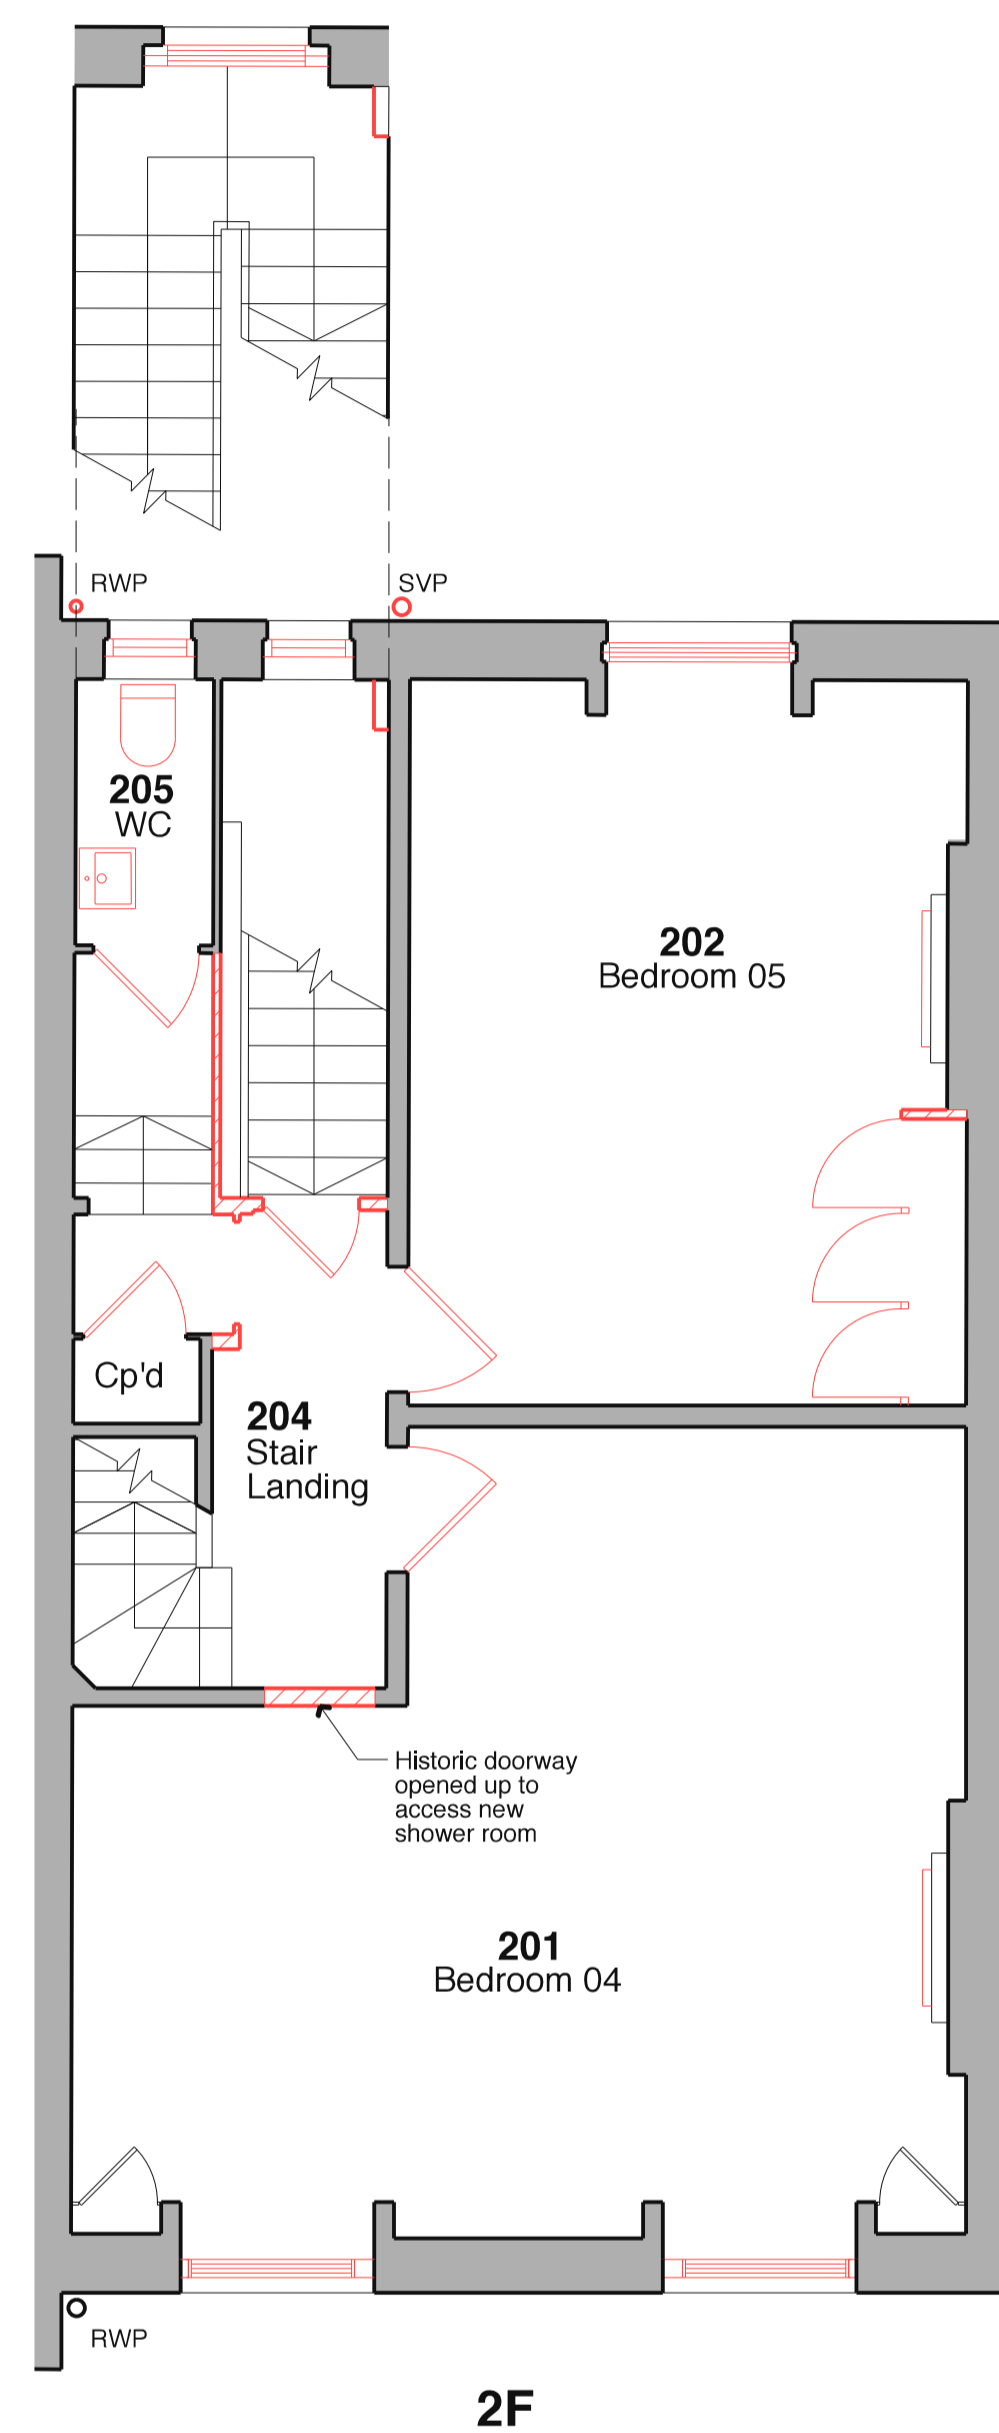 RWP
SVP
205
WC
202
Bedroom 05
Cp'd
204
Stair
Landing
Historic doorway
opened up to
access new
shower room
201
Bedroom 04
RWP
2F